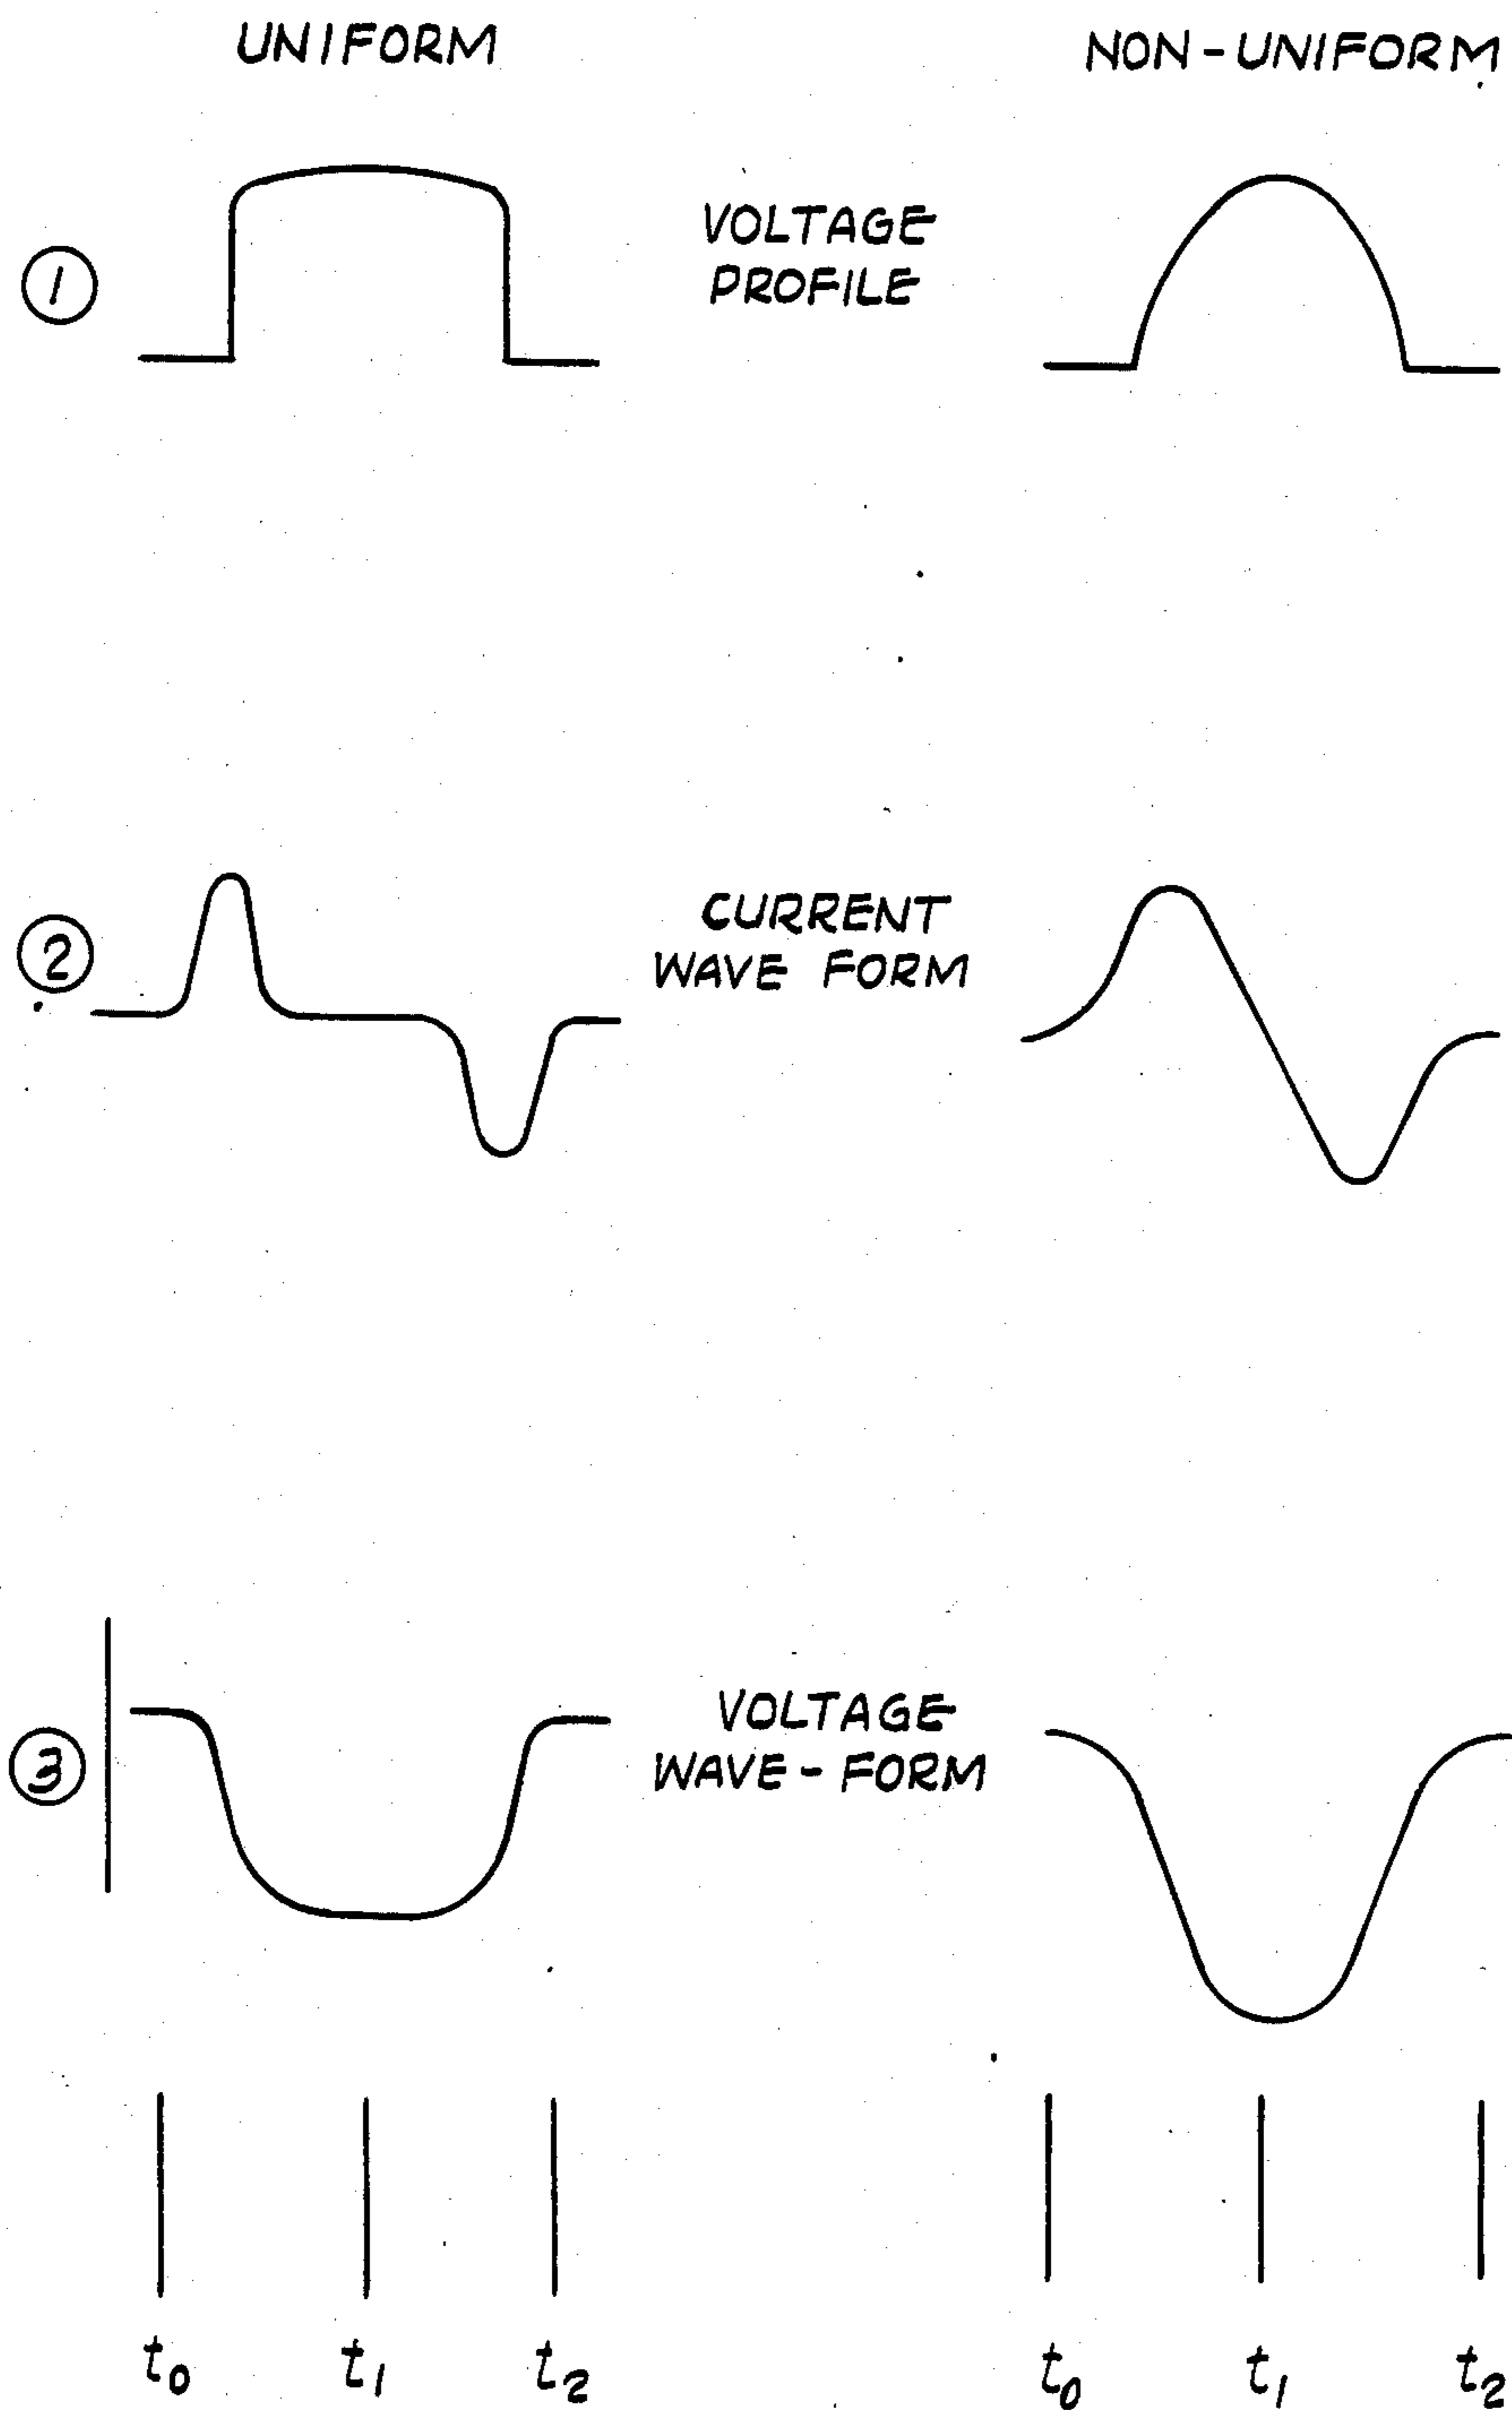 UNIFORM NON-UNIFORM
1 VOLTAGE
PROFILE
2 CURRENT
WAVE FORM
3 VOLTAGE
WAVE-FORM
t0 t1 t2 t0 t1 t2